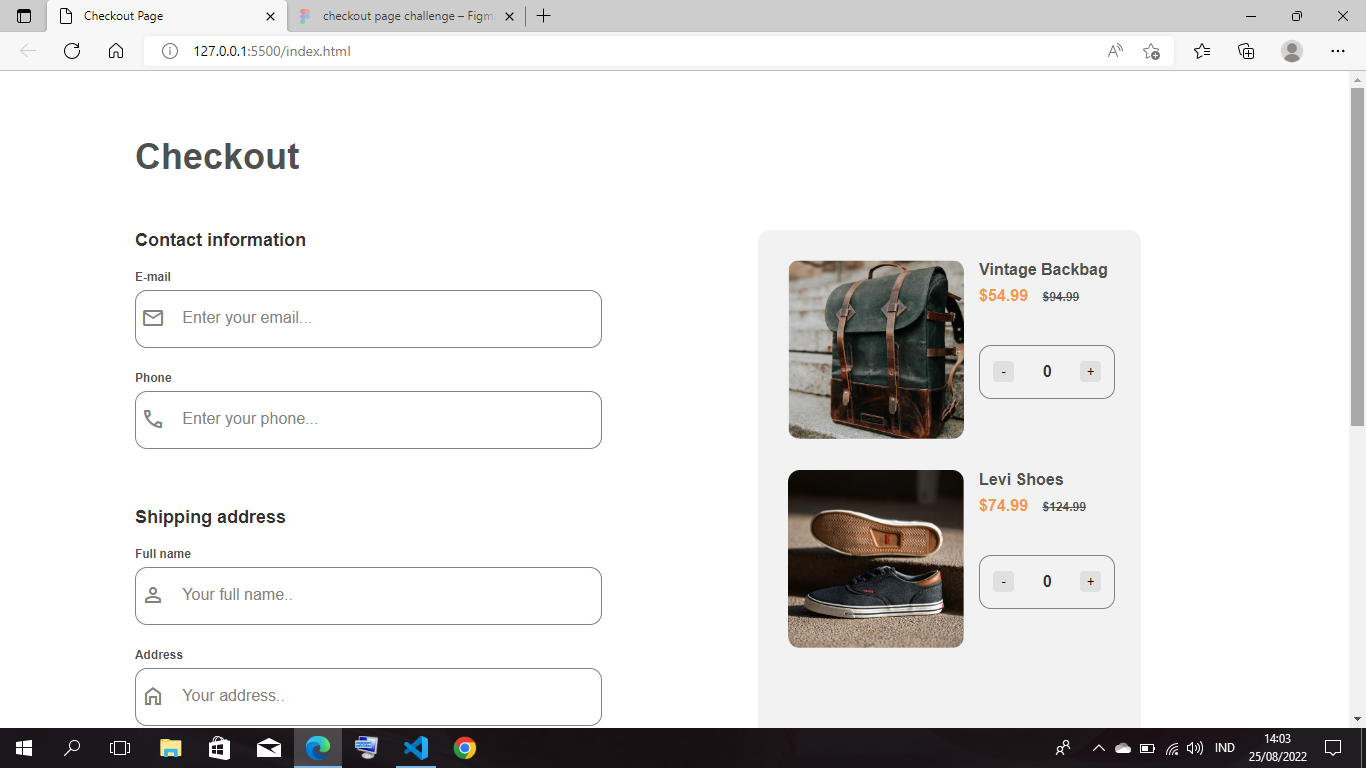 Checkout Page
checkout page challenge – Figm
127.0.0.1:5500/index.html
Checkout
Contact information
E-mail
Enter your email...
Phone
Enter your phone...
Shipping address
Full name
Your full name..
Address
Your address..
Vintage Backbag
$54.99 $94.99
- 0 +
Levi Shoes
$74.99 $124.99
- 0 +
IND
14:03
25/08/2022